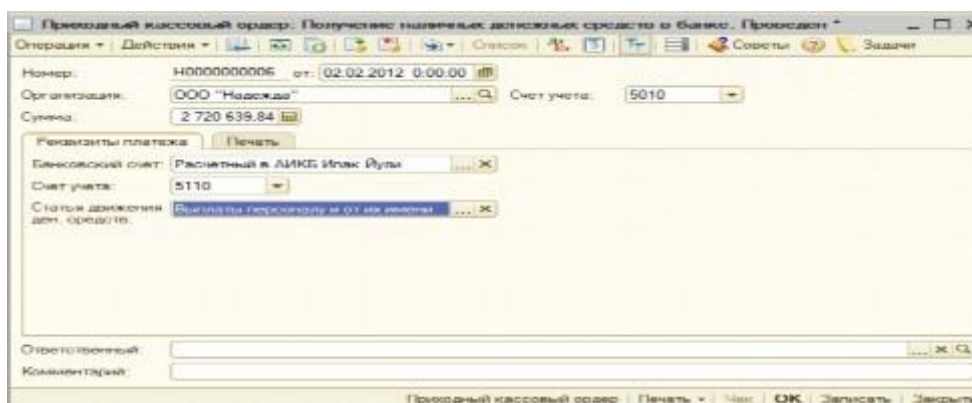 Приходный кассовый ордер: Получение наличных денежных средств в банке. Проведен *
Операция Действия Список Советы Задачи
Номер: Н0000000006 от: 02.02.2012 0:00:00
Организация: ООО "Надежда" ... Счет учета: 5010
Сумма: 2 720 639,84
Реквизиты платежа Печать
Банковский счет: Расчетный в АИКБ Ипак Йули ...
Счет учета: 5110
Статья движения Выплаты персоналу и от их имени ...
ден. средств:
Ответственный: ...
Комментарий:
Приходный кассовый ордер Печать Чек ОК Записать Закрыть